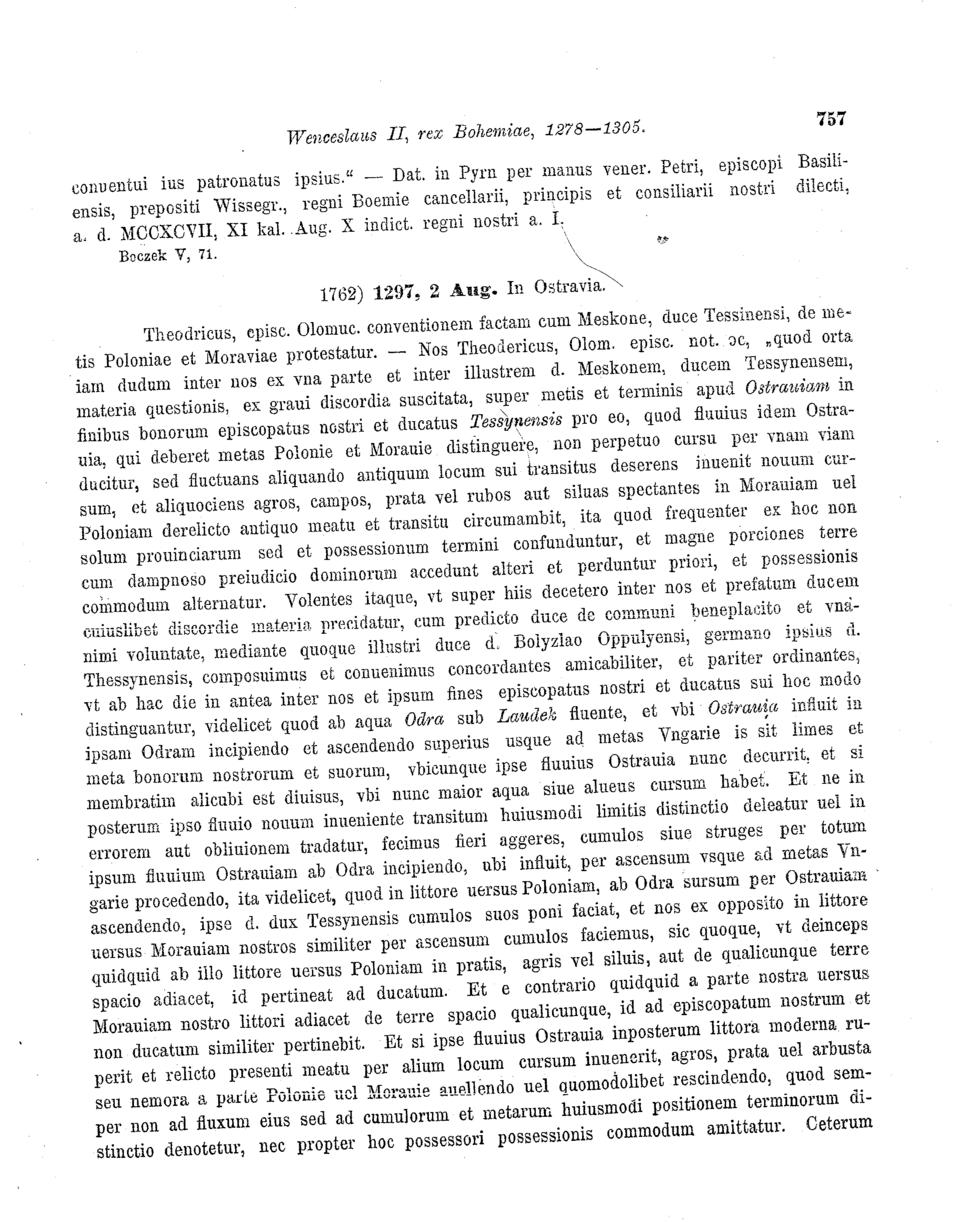 Wenceslaus II, rex Bohemiae, 1278—1305.
757
conuentui ius patronatus ipsius.“ — Dat. in Pyrn per manus vener. Petri, episcopi Basili-
ensis, prepositi Wissegr., regni Boemie cancellarii, principis et consiliarii nostri dilecti,
a. d. MCCXCVII, XI kal. Aug. X indict. regni nostri a. I.
Boczek V, 71.
1762) 1297, 2 Aug. In Ostravia.
Theodricus, episc. Olomuc. conventionem factam cum Meskone, duce Tessinensi, de me-
tis Poloniae et Moraviae protestatur. — Nos Theodericus, Olom. episc. not. ɔc, „quod orta
iam dudum inter nos ex vna parte et inter illustrem d. Meskonem, ducem Tessynensem,
materia questionis, ex graui discordia suscitata, super metis et terminis apud Ostrauiam in
finibus bonorum episcopatus nostri et ducatus Tessynensis pro eo, quod fluuius idem Ostra-
uia, qui deberet metas Polonie et Morauie distinguere, non perpetuo cursu per vnam viam
ducitur, sed fluctuans aliquando antiquum locum sui transitus deserens inuenit nouum cur-
sum, et aliquociens agros, campos, prata vel rubos aut siluas spectantes in Morauiam uel
Poloniam derelicto antiquo meatu et transitu circumambit, ita quod frequenter ex hoc non
solum prouinciarum sed et possessionum termini confunduntur, et magne porciones terre
cum dampnoso preiudicio dominorum accedunt alteri et perduntur priori, et possessionis
commodum alternatur. Volentes itaque, vt super hiis decetero inter nos et prefatum ducem
cuiuslibet discordie materia precidatur, cum predicto duce de communi beneplacito et vna-
nimi voluntate, mediante quoque illustri duce d. Bolyzlao Oppulyensi, germano ipsius d.
Thessynensis, composuimus et conuenimus concordantes amicabiliter, et pariter ordinantes,
vt ab hac die in antea inter nos et ipsum fines episcopatus nostri et ducatus sui hoc modo
distinguantur, videlicet quod ab aqua Odra sub Laudek fluente, et vbi Ostrauia influit in
ipsam Odram incipiendo et ascendendo superius usque ad metas Vngarie is sit limes et
meta bonorum nostrorum et suorum, vbicunque ipse fluuius Ostrauia nunc decurrit, et si
membratim alicubi est diuisus, vbi nunc maior aqua siue alueus cursum habet. Et ne in
posterum ipso fluuio nouum inueniente transitum huiusmodi limitis distinctio deleatur uel in
errorem aut obliuionem tradatur, fecimus fieri aggeres, cumulos siue struges per totum
ipsum fluuium Ostrauiam ab Odra incipiendo, ubi influit, per ascensum vsque ad metas Vn-
garie procedendo, ita videlicet, quod in littore uersus Poloniam, ab Odra sursum per Ostrauiam
ascendendo, ipse d. dux Tessynensis cumulos suos poni faciat, et nos ex opposito in littore
uersus Morauiam nostros similiter per ascensum cumulos faciemus, sic quoque, vt deinceps
quidquid ab illo littore uersus Poloniam in pratis, agris vel siluis, aut de qualicunque terre
spacio adiacet, id pertineat ad ducatum. Et e contrario quidquid a parte nostra uersus
Morauiam nostro littori adiacet de terre spacio qualicunque, id ad episcopatum nostrum et
non ducatum similiter pertinebit. Et si ipse fluuius Ostrauia inposterum littora moderna ru-
perit et relicto presenti meatu per alium locum cursum inuenerit, agros, prata uel arbusta
seu nemora a parte Polonie uel Morauie auellendo uel quomodolibet rescindendo, quod sem-
per non ad fluxum eius sed ad cumulorum et metarum huiusmodi positionem terminorum di-
stinctio denotetur, nec propter hoc possessori possessionis commodum amittatur. Ceterum